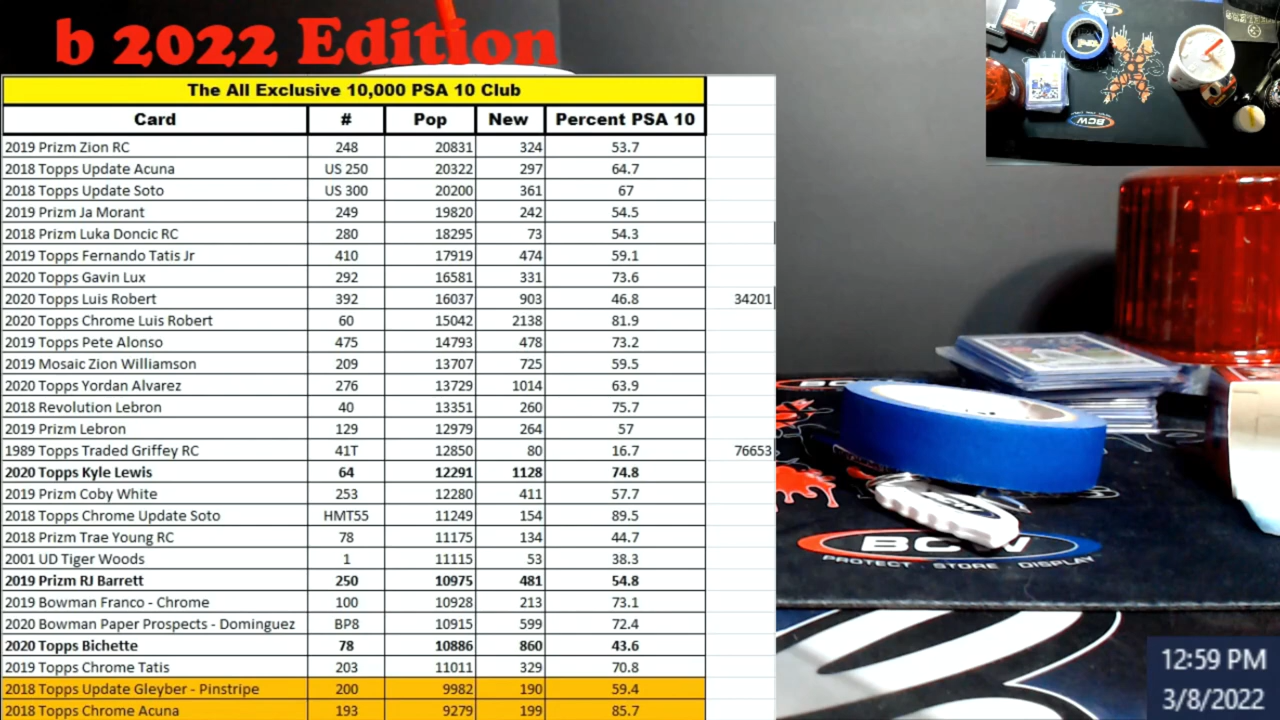 b 2022 Edition
The All Exclusive 10,000 PSA 10 Club
Card # Pop New Percent PSA 10
2019 Prizm Zion RC 248 20831 324 53.7
2018 Topps Update Acuna US 250 20322 297 64.7
2018 Topps Update Soto US 300 20200 361 67
2019 Prizm Ja Morant 249 19820 242 54.5
2018 Prizm Luka Doncic RC 280 18295 73 54.3
2019 Topps Fernando Tatis Jr 410 17919 474 59.1
2020 Topps Gavin Lux 292 16581 331 73.6
2020 Topps Luis Robert 392 16037 903 46.8 34201
2020 Topps Chrome Luis Robert 60 15042 2138 81.9
2019 Topps Pete Alonso 475 14793 478 73.2
2019 Mosaic Zion Williamson 209 13707 725 59.5
2020 Topps Yordan Alvarez 276 13729 1014 63.9
2018 Revolution Lebron 40 13351 260 75.7
2019 Prizm Lebron 129 12979 264 57
1989 Topps Traded Griffey RC 41T 12850 80 16.7 76653
2020 Topps Kyle Lewis 64 12291 1128 74.8
2019 Prizm Coby White 253 12280 411 57.7
2018 Topps Chrome Update Soto HMT55 11249 154 89.5
2018 Prizm Trae Young RC 78 11175 134 44.7
2001 UD Tiger Woods 1 11115 53 38.3
2019 Prizm RJ Barrett 250 10975 481 54.8
2019 Bowman Franco - Chrome 100 10928 213 73.1
2020 Bowman Paper Prospects - Dominguez BP8 10915 599 72.4
2020 Topps Bichette 78 10886 860 43.6
2019 Topps Chrome Tatis 203 11011 329 70.8
2018 Topps Update Gleyber - Pinstripe 200 9982 190 59.4
2018 Topps Chrome Acuna 193 9279 199 85.7
BCW
BCW
PROTECT · STORE · DISPLAY
12:59 PM
3/8/2022